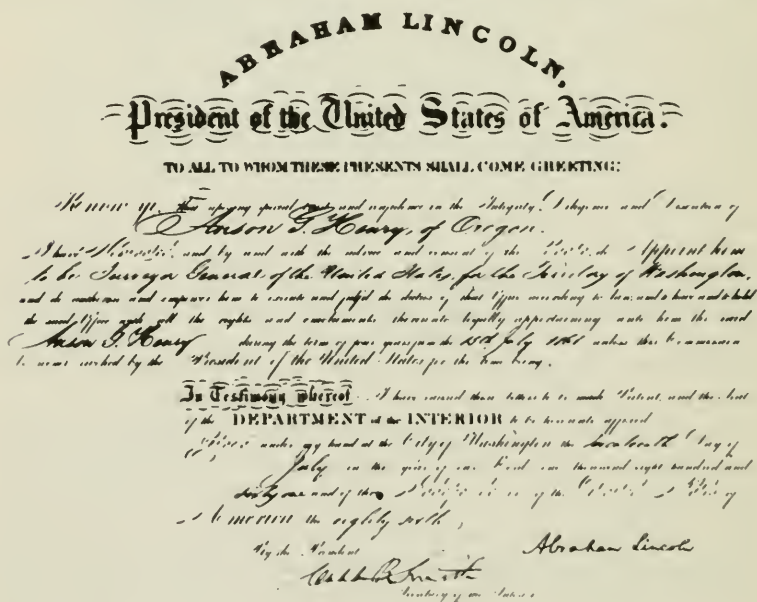 ABRAHAM LINCOLN,
President of the United States of America.
TO ALL TO WHOM THESE PRESENTS SHALL COME GREETING:
Know ye, That reposing special trust and confidence in the Integrity, Diligence and Discretion of
Anson G. Henry, of Oregon.
I have Nominated and by and with the advice and consent of the Senate do Appoint him
to be Surveyor General of the United States, for the Territory of Washington,
and do authorize and empower him to execute and fulfil the duties of that Office according to law; and to have and to hold
the said Office with all the rights and emoluments thereunto legally appertaining unto him the said
Anson G. Henry during the term of four years from the July 1861 unless this Commission
be sooner revoked by the President of the United States for the time being.
In Testimony whereof, I have caused these letters to be made Patent, and the Seal
of the DEPARTMENT of the INTERIOR to be hereunto affixed
Given under my hand at the City of Washington the Day of
July in the year of our Lord one thousand eight hundred and
sixty one and of the Independence of the United States of
America the eighty sixth,
By the President
Abraham Lincoln
Caleb B. Smith
Secretary of the Interior